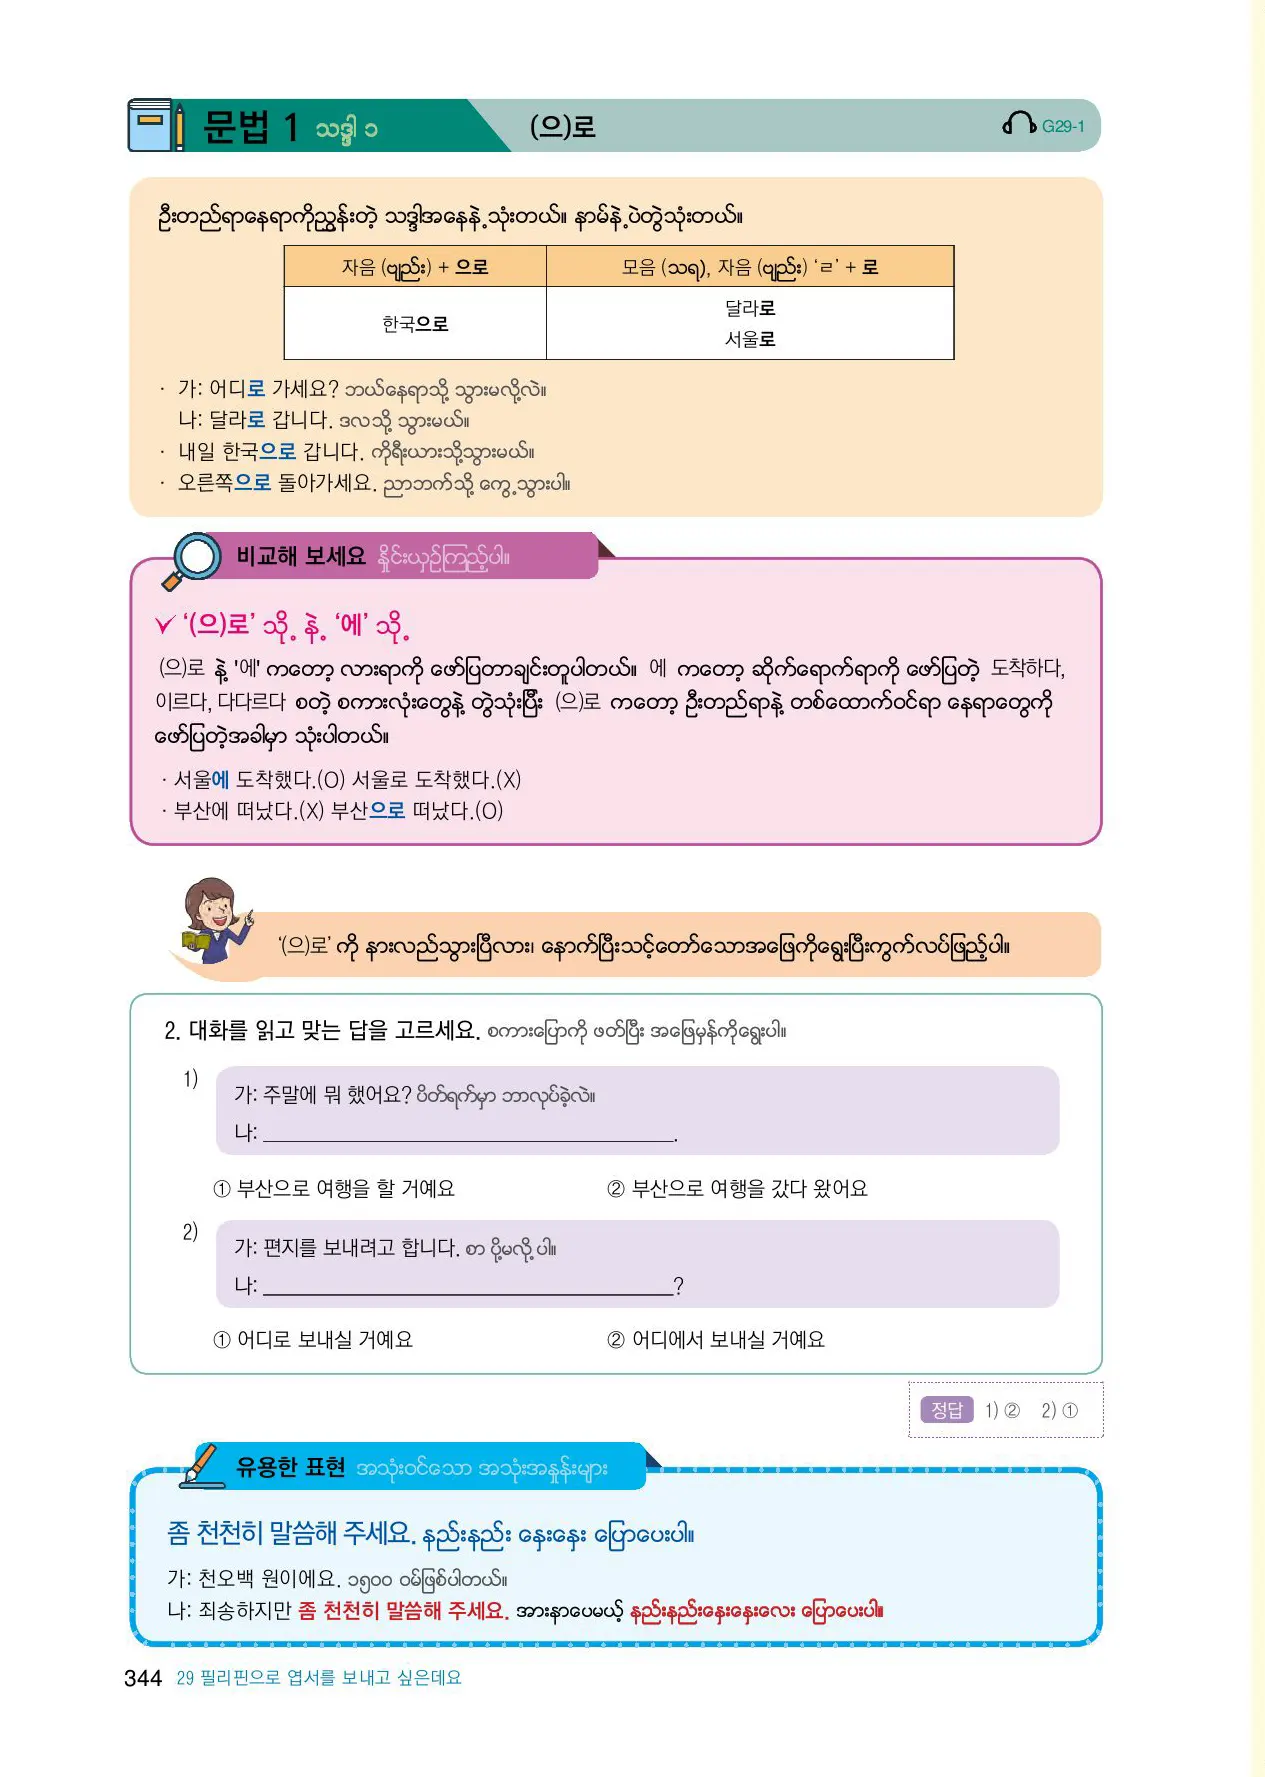 문법 1 သဒ္ဒါ ၁ (으)로 G29-1
ဦးတည်ရာနေရာကိုညွှန်းတဲ့ သဒ္ဒါအနေနဲ့သုံးတယ်။ နာမ်နဲ့ပဲတွဲသုံးတယ်။
자음 (ဗျည်း) + 으로 모음 (သရ), 자음 (ဗျည်း) ‘ㄹ’ + 로
한국으로 달라로
서울로
· 가: 어디로 가세요? ဘယ်နေရာသို့ သွားမလို့လဲ။
나: 달라로 갑니다. ဒလသို့ သွားမယ်။
· 내일 한국으로 갑니다. ကိုရီးယားသို့သွားမယ်။
· 오른쪽으로 돌아가세요. ညာဘက်သို့ ကွေ့သွားပါ။
비교해 보세요 နှိုင်းယှဉ်ကြည့်ပါ။
‘(으)로’ သို့ နဲ့ ‘에’ သို့
(으)로 နဲ့ '에' ကတော့ လားရာကို ဖော်ပြတာချင်းတူပါတယ်။ 에 ကတော့ ဆိုက်ရောက်ရာကို ဖော်ပြတဲ့ 도착하다,
이르다, 다다르다 စတဲ့ စကားလုံးတွေနဲ့ တွဲသုံးပြီး (으)로 ကတော့ ဦးတည်ရာနဲ့ တစ်ထောက်ဝင်ရာ နေရာတွေကို
ဖော်ပြတဲ့အခါမှာ သုံးပါတယ်။
· 서울에 도착했다.(O) 서울로 도착했다.(X)
· 부산에 떠났다.(X) 부산으로 떠났다.(O)
‘(으)로’ ကို နားလည်သွားပြီလား၊ နောက်ပြီးသင့်တော်သောအဖြေကိုရွေးပြီးကွက်လပ်ဖြည့်ပါ။
2. 대화를 읽고 맞는 답을 고르세요. စကားပြောကို ဖတ်ပြီး အဖြေမှန်ကိုရွေးပါ။
1)
가: 주말에 뭐 했어요? ပိတ်ရက်မှာ ဘာလုပ်ခဲ့လဲ။
나: ____________________.
① 부산으로 여행을 할 거예요 ② 부산으로 여행을 갔다 왔어요
2)
가: 편지를 보내려고 합니다. စာ ပို့မလို့ပါ။
나: ____________________?
① 어디로 보내실 거예요 ② 어디에서 보내실 거예요
정답 1) ② 2) ①
유용한 표현 အသုံးဝင်သော အသုံးအနှုန်းများ
좀 천천히 말씀해 주세요. နည်းနည်း နှေးနှေး ပြောပေးပါ။
가: 천오백 원이에요. ၁၅၀၀ ဝမ်ဖြစ်ပါတယ်။
나: 죄송하지만 좀 천천히 말씀해 주세요. အားနာပေမယ့် နည်းနည်းနှေးနှေးလေး ပြောပေးပါ။
344 29 필리핀으로 엽서를 보내고 싶은데요